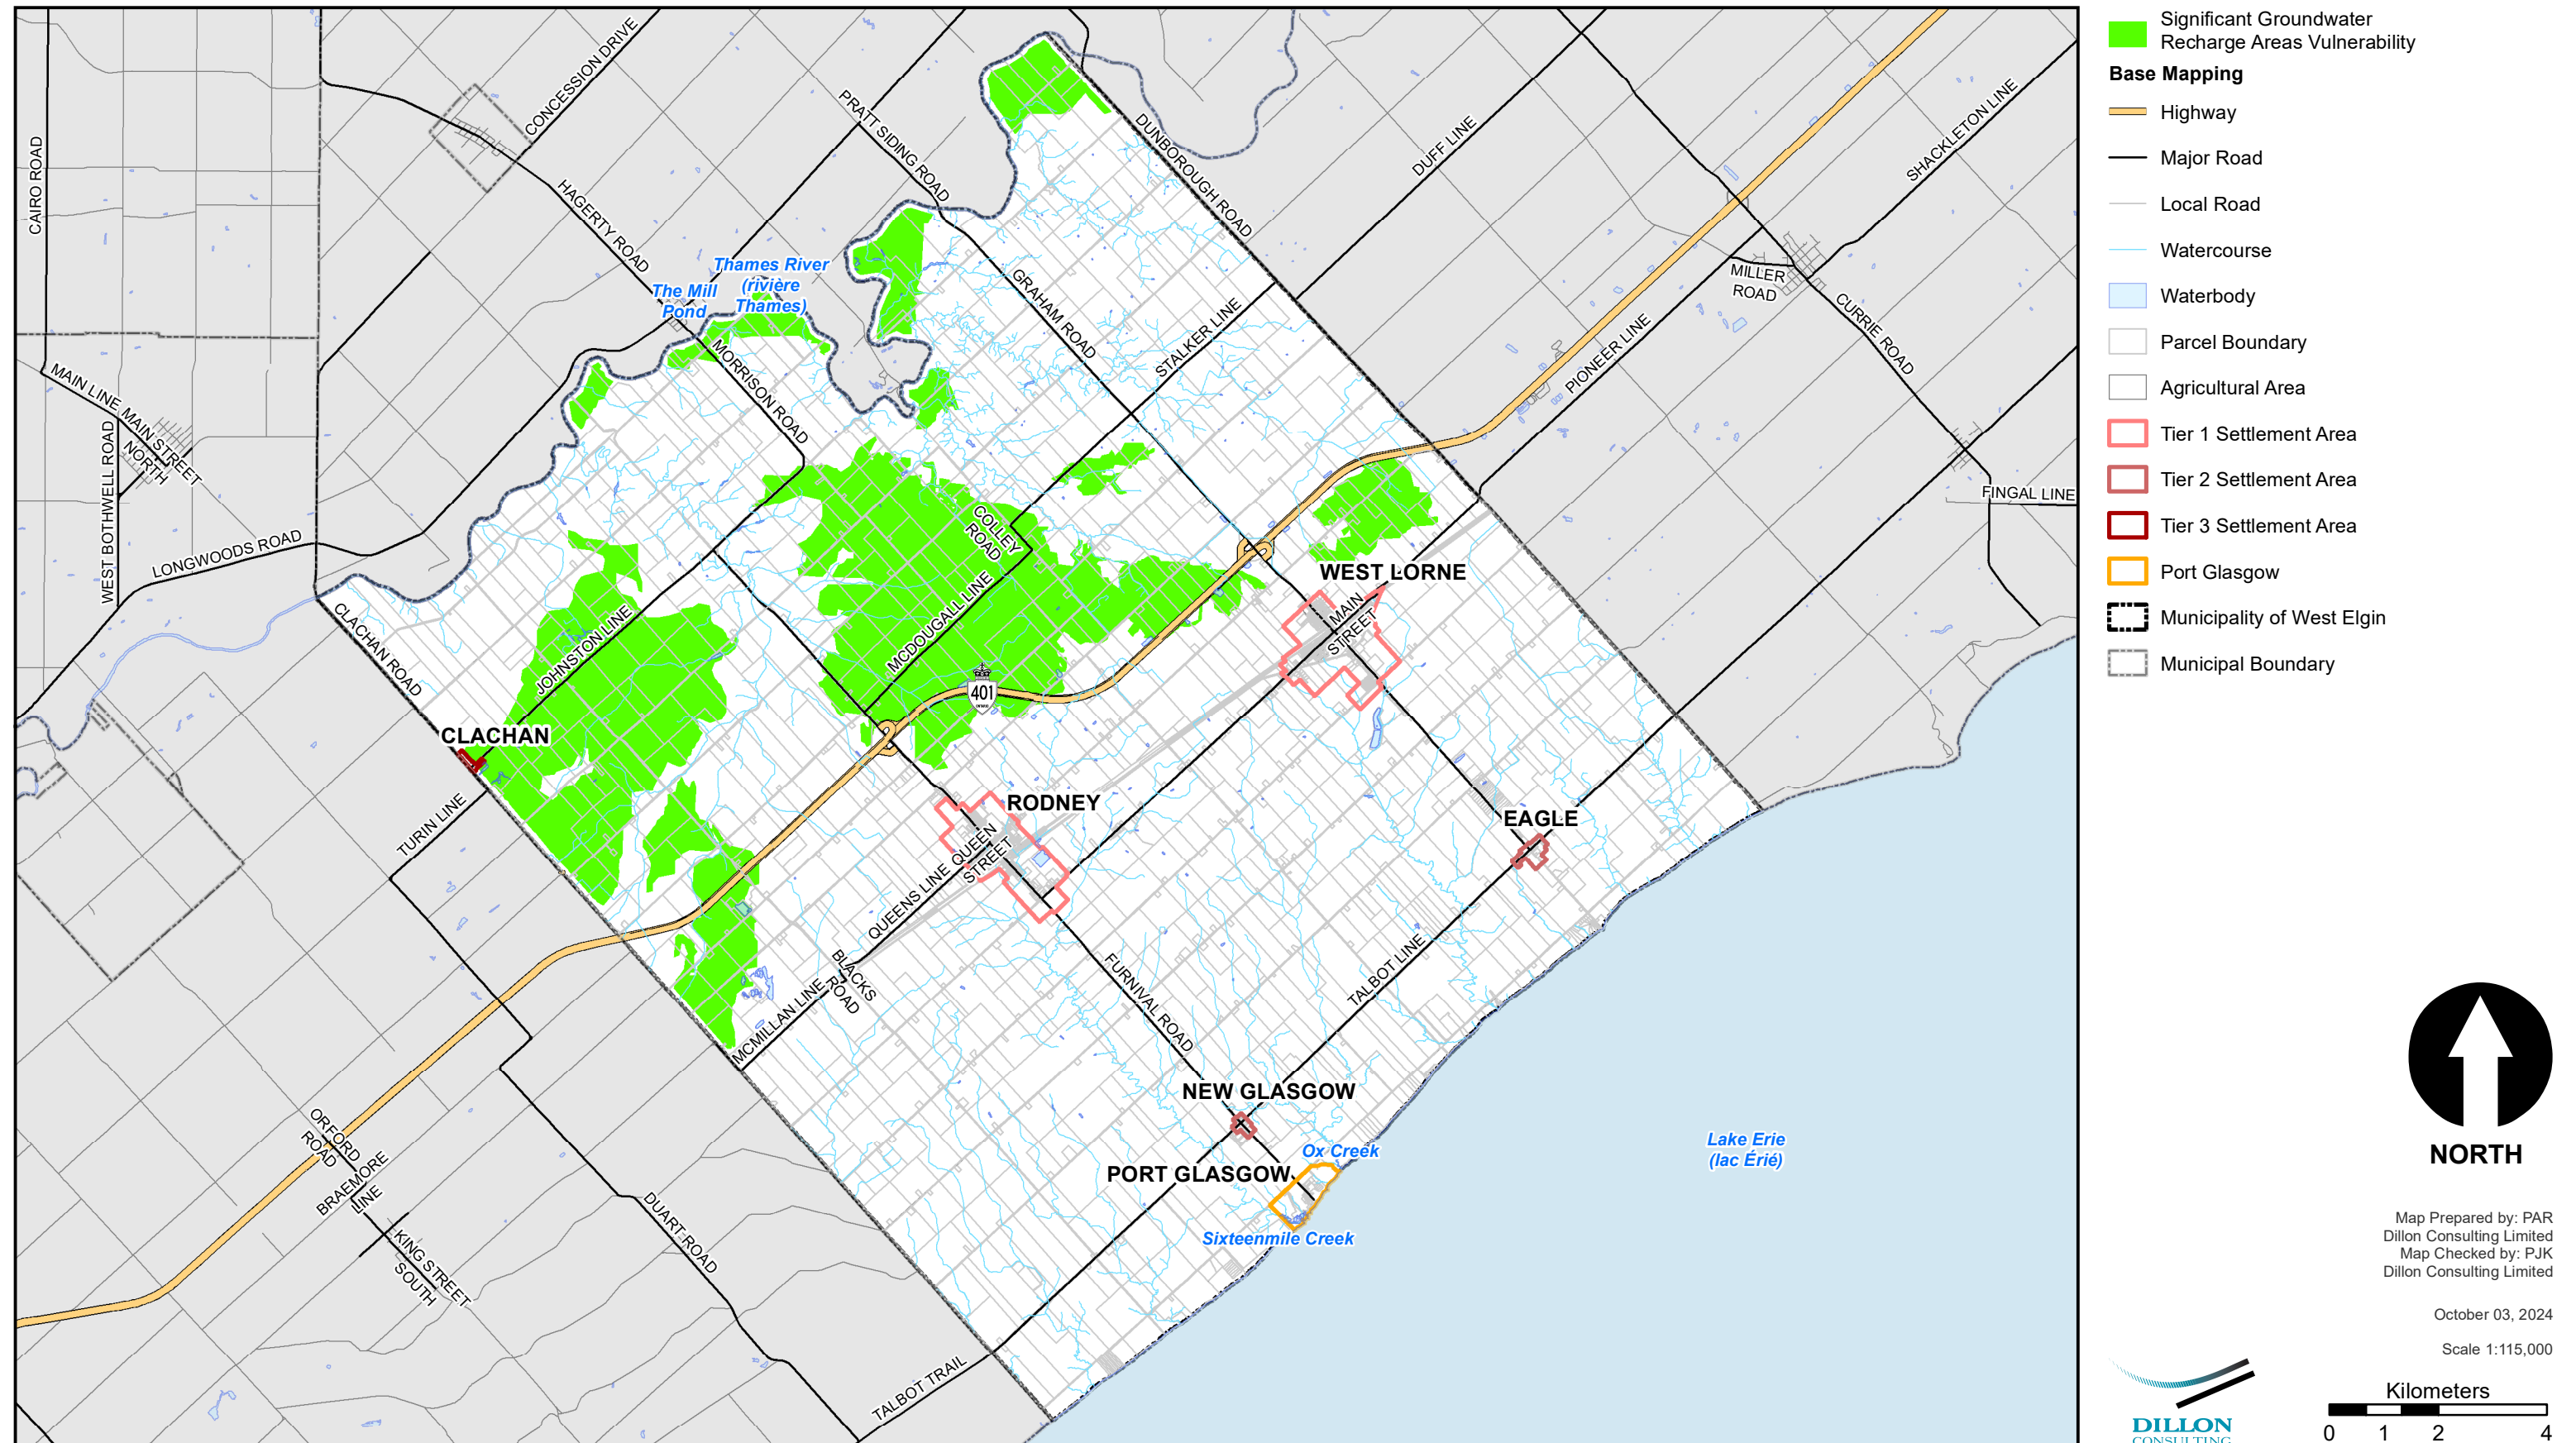 CONCESSION DRIVE
PRATT SIDING ROAD
DUNBOROUGH ROAD
DUFF LINE
SHACKLETON LINE
CAIRO ROAD
HAGERTY ROAD
Thames River
(rivière
Thames)
The Mill
Pond
GRAHAM ROAD
STALKER LINE
MILLER
ROAD
PIONEER LINE
CURRIE ROAD
MORRISON ROAD
MAIN LINE
MAIN STREET
NORTH
WEST BOTHWELL ROAD
LONGWOODS ROAD
FINGAL LINE
COLLEY
ROAD
WEST LORNE
MAIN
STREET
MCDOUGALL LINE
JOHNSTON LINE
CLACHAN ROAD
401
CLACHAN
TURIN LINE
RODNEY
EAGLE
QUEENS LINE
QUEEN
STREET
BLACKS
ROAD
MCMILLAN LINE
FURNIVAL ROAD
TALBOT LINE
NEW GLASGOW
Ox Creek
PORT GLASGOW
Sixteenmile Creek
Lake Erie
(lac Érié)
ORFORD
ROAD
BRAEMORE
LINE
KING STREET
SOUTH
DUART ROAD
TALBOT TRAIL
Significant Groundwater
Recharge Areas Vulnerability
Base Mapping
Highway
Major Road
Local Road
Watercourse
Waterbody
Parcel Boundary
Agricultural Area
Tier 1 Settlement Area
Tier 2 Settlement Area
Tier 3 Settlement Area
Port Glasgow
Municipality of West Elgin
Municipal Boundary
NORTH
Map Prepared by: PAR
Dillon Consulting Limited
Map Checked by: PJK
Dillon Consulting Limited
October 03, 2024
Scale 1:115,000
Kilometers
0 1 2 4
DILLON
CONSULTING